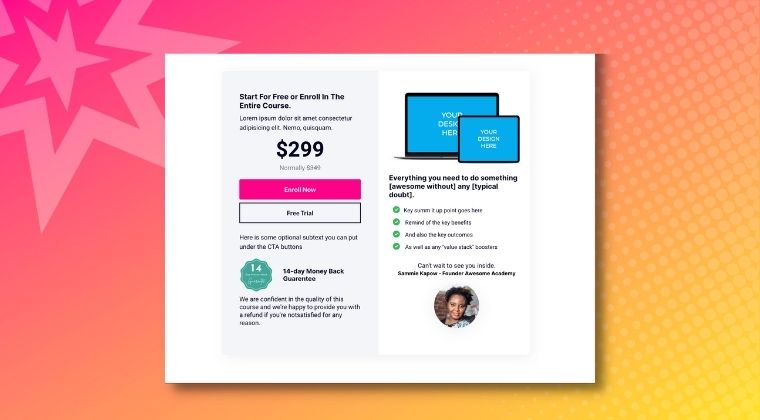 Start For Free or Enroll In The
Entire Course.
Lorem ipsum dolor sit amet consectetur
adipisicing elit. Nemo, quisquam.
$299
Normally $349
Enroll Now
Free Trial
Here is some optional subtext you can put
under the CTA buttons
14
Guarantee
14-day Money Back
Guarentee
We are confident in the quality of this
course and we're happy to provide you with
a refund if you're notsatisfied for any
reason.
YOUR
DESIGN
HERE
YOUR
DESIGN
HERE
Everything you need to do something
[awesome without] any [typical
doubt].
Key summ it up point goes here
Remind of the key benefits
And also the key outcomes
As well as any "value stack" boosters
Can't wait to see you inside.
Sammie Kapow - Founder Awesome Academy